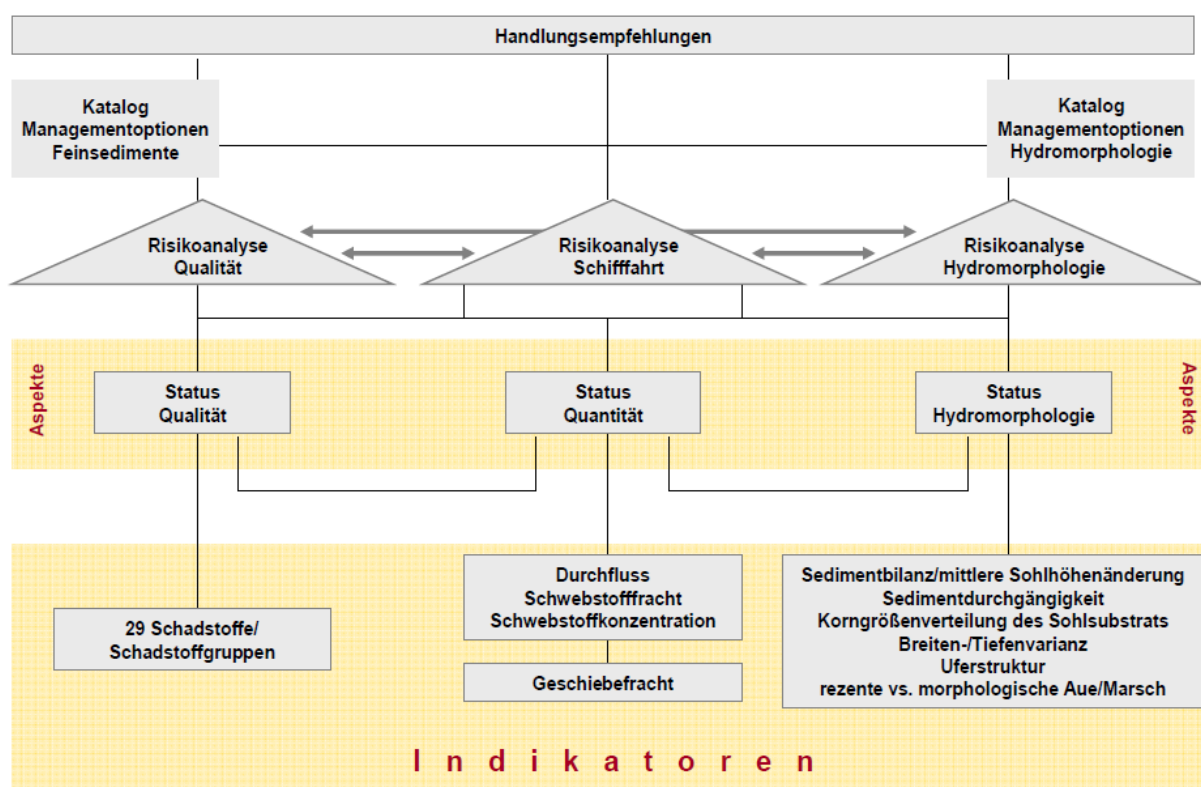 Handlungsempfehlungen
Katalog
Managementoptionen
Feinsedimente
Katalog
Managementoptionen
Hydromorphologie
Risikoanalyse
Qualität
Risikoanalyse
Schifffahrt
Risikoanalyse
Hydromorphologie
Aspekte
Status
Qualität
Status
Quantität
Status
Hydromorphologie
Aspekte
29 Schadstoffe/
Schadstoffgruppen
Durchfluss
Schwebstofffracht
Schwebstoffkonzentration
Geschiebefracht
Sedimentbilanz/mittlere Sohlhöhenänderung
Sedimentdurchgängigkeit
Korngrößenverteilung des Sohlsubstrats
Breiten-/Tiefenvarianz
Uferstruktur
rezente vs. morphologische Aue/Marsch
Indikatoren